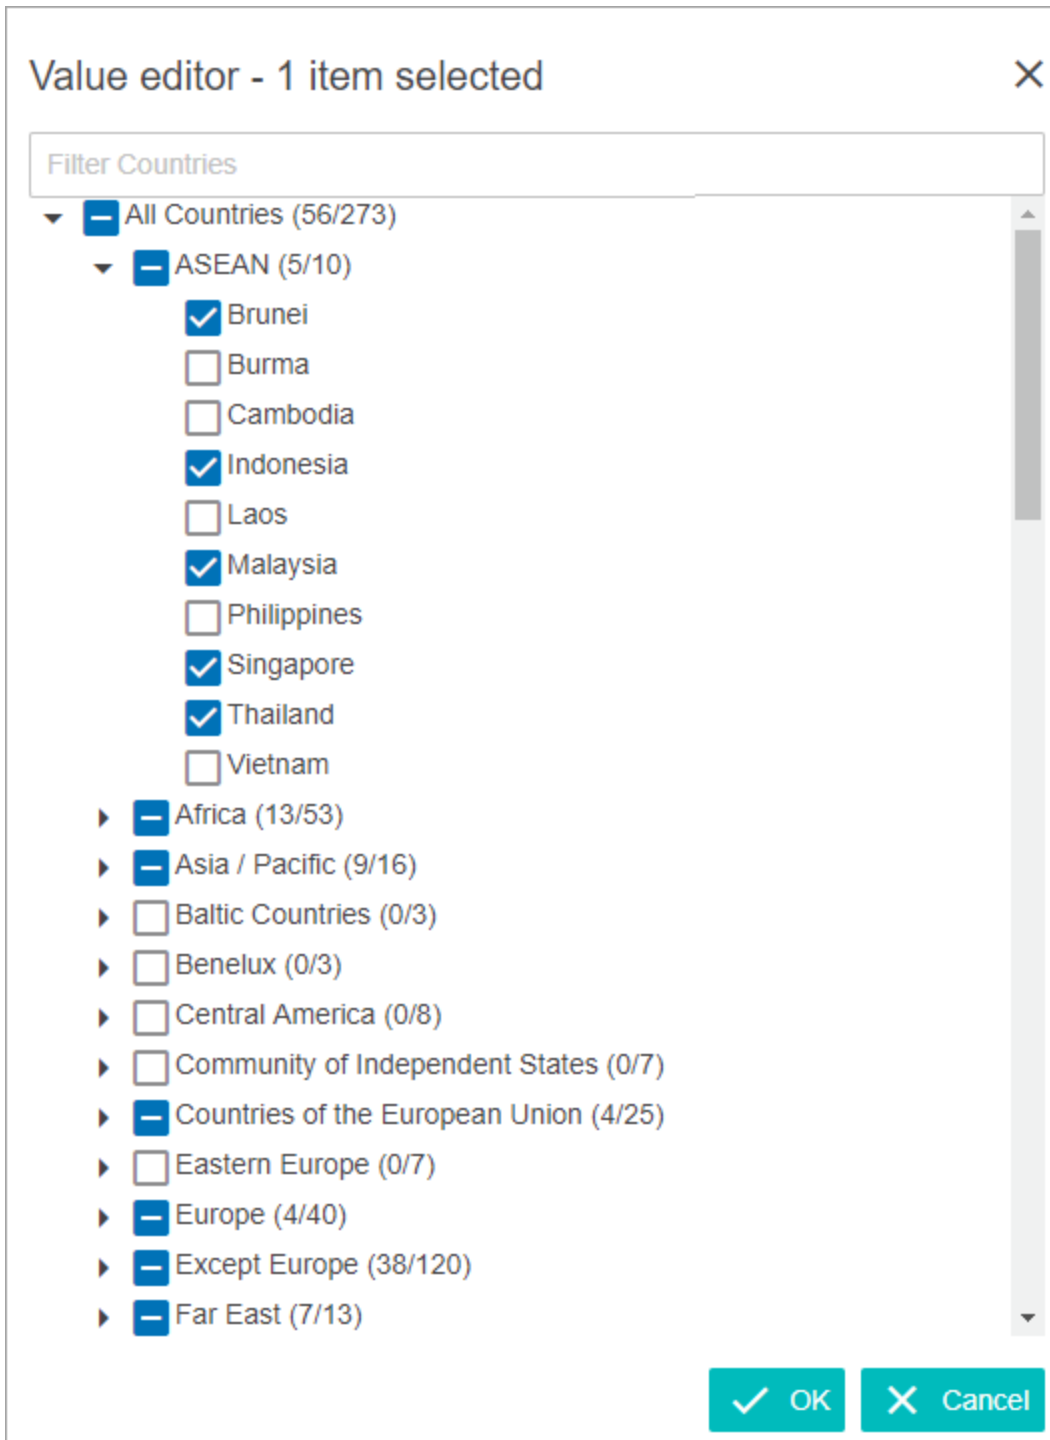 Value editor - 1 item selected
Filter Countries
All Countries (56/273)
ASEAN (5/10)
Brunei
Burma
Cambodia
Indonesia
Laos
Malaysia
Philippines
Singapore
Thailand
Vietnam
Africa (13/53)
Asia / Pacific (9/16)
Baltic Countries (0/3)
Benelux (0/3)
Central America (0/8)
Community of Independent States (0/7)
Countries of the European Union (4/25)
Eastern Europe (0/7)
Europe (4/40)
Except Europe (38/120)
Far East (7/13)
OK Cancel